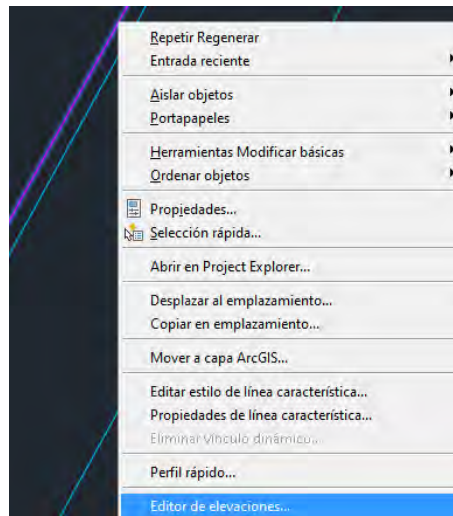 Repetir Regenerar
Entrada reciente
Aislar objetos
Portapapeles
Herramientas Modificar básicas
Ordenar objetos
Propiedades...
Selección rápida...
Abrir en Project Explorer...
Desplazar al emplazamiento...
Copiar en emplazamiento...
Mover a capa ArcGIS...
Editar estilo de línea característica...
Propiedades de línea característica...
Eliminar Vínculo dinámico...
Perfil rápido...
Editor de elevaciones...